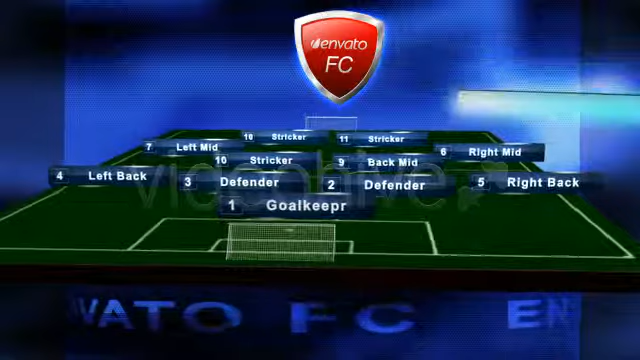 envato
FC
10 Stricker
11 Stricker
7 Left Mid
6 Right Mid
10 Stricker
9 Back Mid
4 Left Back
3 Defender
2 Defender
5 Right Back
1 Goalkeepr
videohive
VATO FC EN